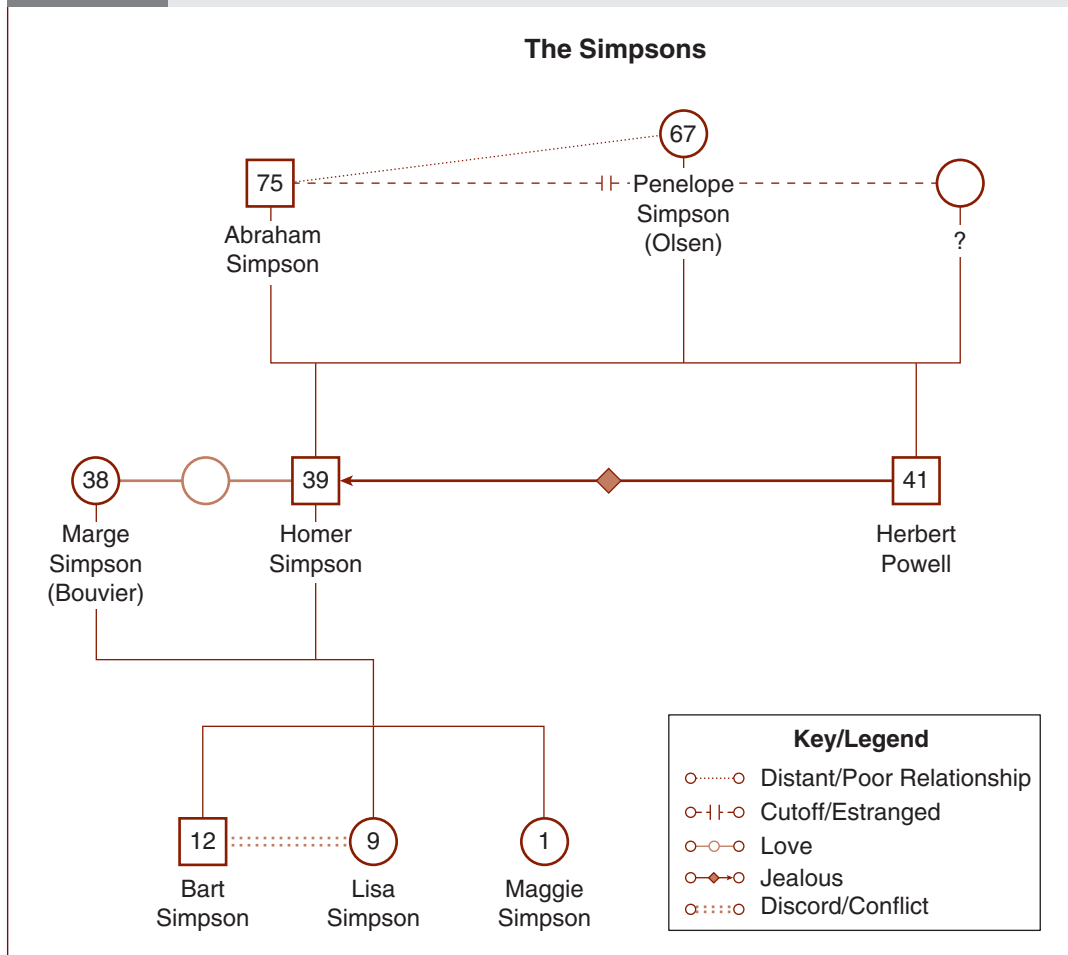 The Simpsons
67
75
Penelope
Simpson
(Olsen)
Abraham
Simpson
?
38
39
41
Marge
Simpson
(Bouvier)
Homer
Simpson
Herbert
Powell
12
9
1
Bart
Simpson
Lisa
Simpson
Maggie
Simpson
Key/Legend
Distant/Poor Relationship
Cutoff/Estranged
Love
Jealous
Discord/Conflict